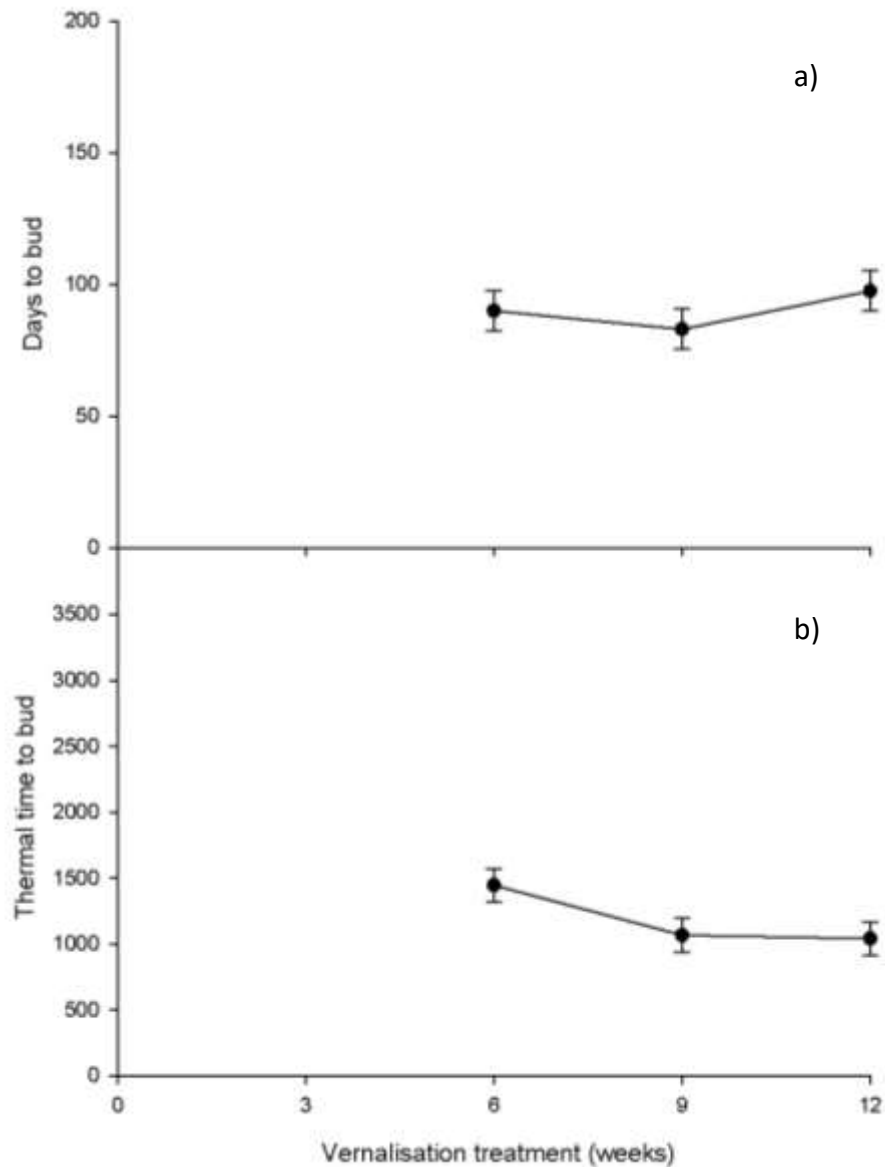 200
a)
150
100
50
0
Days to bud
3500
b)
3000
2500
2000
1500
1000
500
0
Thermal time to bud
0 3 6 9 12
Vernalisation treatment (weeks)